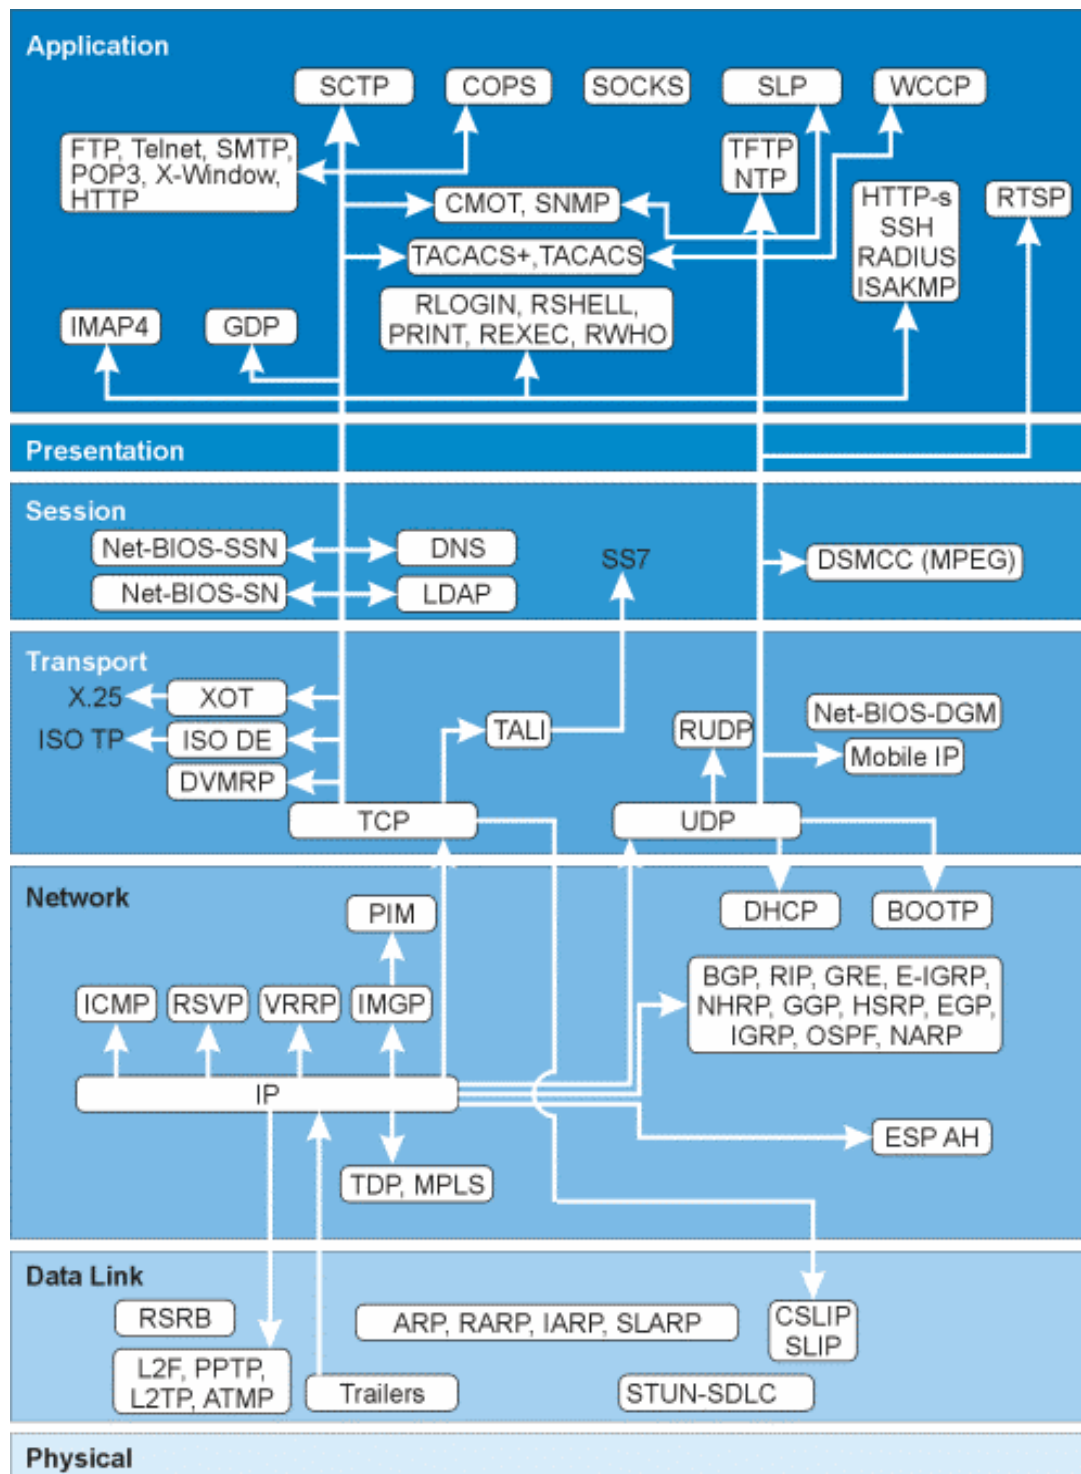 Application
SCTP
COPS
SOCKS
SLP
WCCP
FTP, Telnet, SMTP,
POP3, X-Window,
HTTP
TFTP
NTP
CMOT, SNMP
HTTP-s
SSH
RADIUS
ISAKMP
RTSP
TACACS+,TACACS
RLOGIN, RSHELL,
PRINT, REXEC, RWHO
IMAP4
GDP
Presentation
Session
Net-BIOS-SSN
DNS
SS7
DSMCC (MPEG)
Net-BIOS-SN
LDAP
Transport
X.25
XOT
ISO TP
ISO DE
DVMRP
TALI
RUDP
Net-BIOS-DGM
Mobile IP
TCP
UDP
Network
PIM
DHCP
BOOTP
ICMP
RSVP
VRRP
IMGP
BGP, RIP, GRE, E-IGRP,
NHRP, GGP, HSRP, EGP,
IGRP, OSPF, NARP
IP
ESP AH
TDP, MPLS
Data Link
RSRB
ARP, RARP, IARP, SLARP
CSLIP
SLIP
L2F, PPTP,
L2TP, ATMP
Trailers
STUN-SDLC
Physical